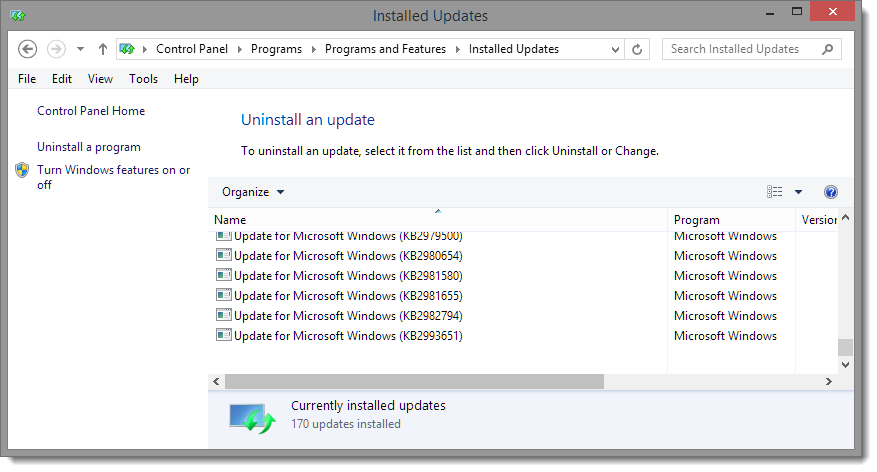 Installed Updates
Control Panel Programs Programs and Features Installed Updates Search Installed Updates
File Edit View Tools Help
Control Panel Home
Uninstall a program
Turn Windows features on or
off
Uninstall an update
To uninstall an update, select it from the list and then click Uninstall or Change.
Organize
Name Program Version
Update for Microsoft Windows (KB2979500) Microsoft Windows
Update for Microsoft Windows (KB2980654) Microsoft Windows
Update for Microsoft Windows (KB2981580) Microsoft Windows
Update for Microsoft Windows (KB2981655) Microsoft Windows
Update for Microsoft Windows (KB2982794) Microsoft Windows
Update for Microsoft Windows (KB2993651) Microsoft Windows
Currently installed updates
170 updates installed